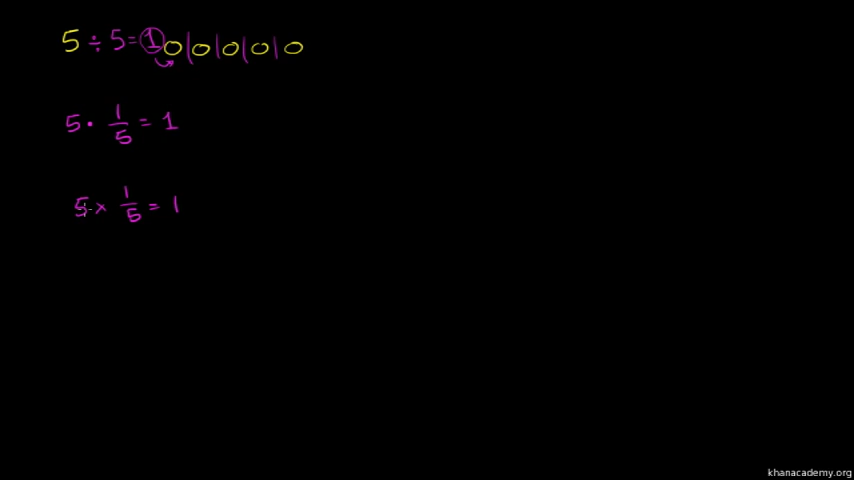 5 ÷ 5 = 1 0|0|0|0|0
5 · 1/5 = 1
5 × 1/5 = 1
khanacademy.org